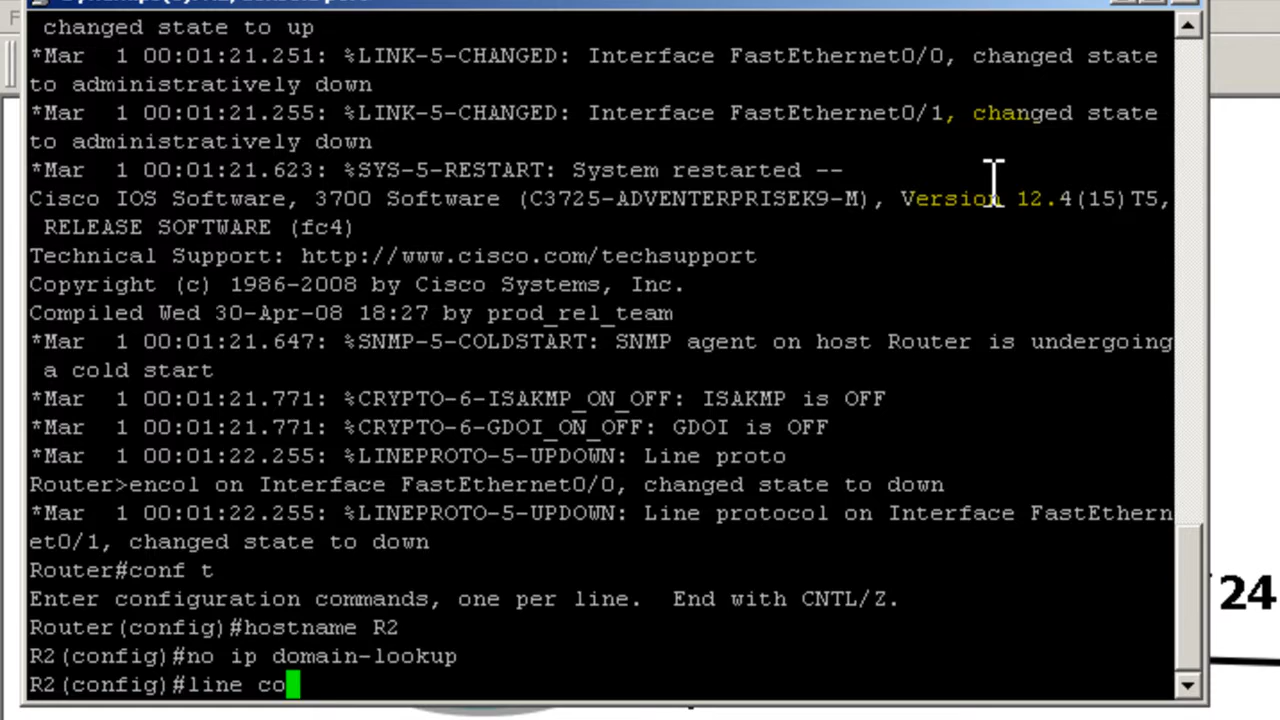 changed state to up
*Mar  1 00:01:21.251: %LINK-5-CHANGED: Interface FastEthernet0/0, changed state
to administratively down
*Mar  1 00:01:21.255: %LINK-5-CHANGED: Interface FastEthernet0/1, changed state
to administratively down
*Mar  1 00:01:21.623: %SYS-5-RESTART: System restarted --
Cisco IOS Software, 3700 Software (C3725-ADVENTERPRISEK9-M), Version 12.4(15)T5,
RELEASE SOFTWARE (fc4)
Technical Support: http://www.cisco.com/techsupport
Copyright (c) 1986-2008 by Cisco Systems, Inc.
Compiled Wed 30-Apr-08 18:27 by prod_rel_team
*Mar  1 00:01:21.647: %SNMP-5-COLDSTART: SNMP agent on host Router is undergoing
a cold start
*Mar  1 00:01:21.771: %CRYPTO-6-ISAKMP_ON_OFF: ISAKMP is OFF
*Mar  1 00:01:21.771: %CRYPTO-6-GDOI_ON_OFF: GDOI is OFF
*Mar  1 00:01:22.255: %LINEPROTO-5-UPDOWN: Line proto
Router>encol on Interface FastEthernet0/0, changed state to down
*Mar  1 00:01:22.255: %LINEPROTO-5-UPDOWN: Line protocol on Interface FastEthern
et0/1, changed state to down
Router#conf t
Enter configuration commands, one per line.  End with CNTL/Z.
Router(config)#hostname R2
R2(config)#no ip domain-lookup
R2(config)#line co
24